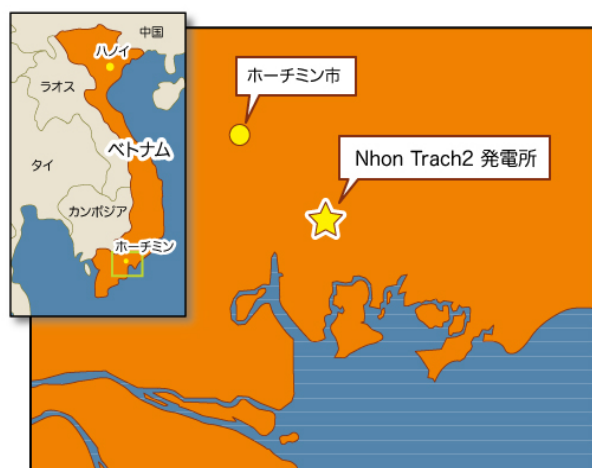 中国
ハノイ
ラオス
ベトナム
タイ
カンボジア
ホーチミン
ホーチミン市
Nhon Trach2 発電所